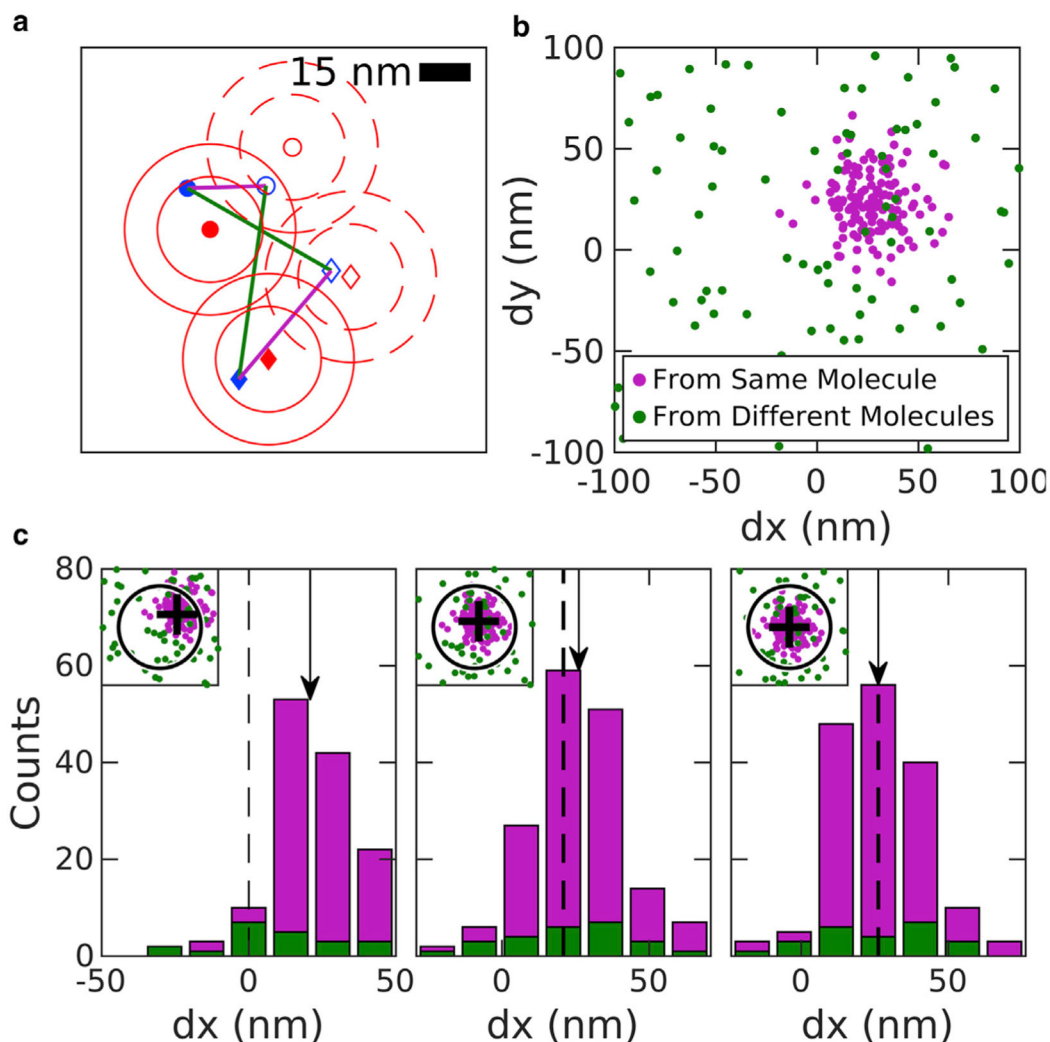 a
15 nm
b
100
50
0
-50
-100
dy (nm)
From Same Molecule
From Different Molecules
-100 -50 0 50 100
dx (nm)
c
80
60
40
20
0
Counts
-50 0 50
dx (nm)
0 50
dx (nm)
0 50
dx (nm)